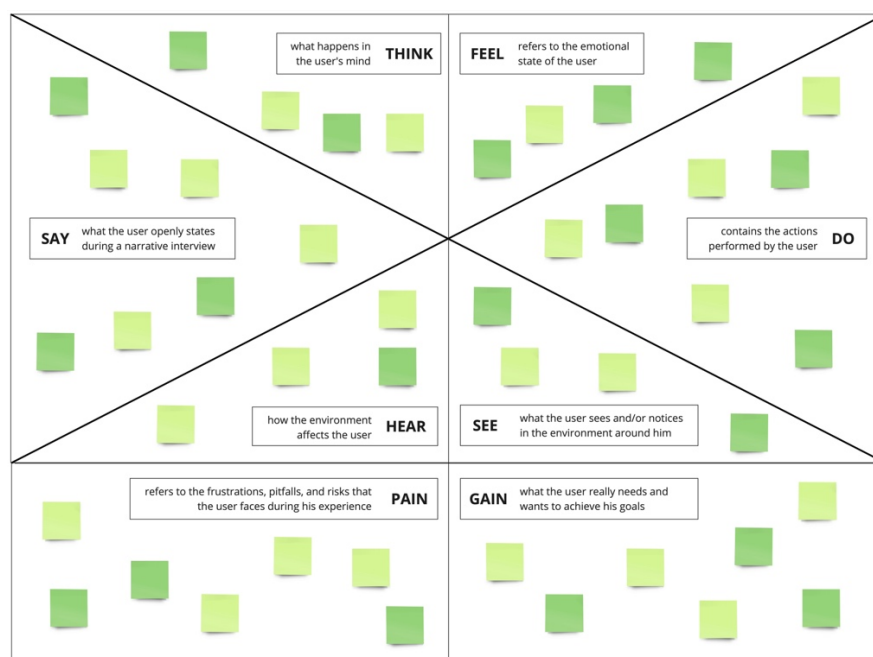 what happens in
the user's mind
THINK
FEEL
refers to the emotional
state of the user
SAY
what the user openly states
during a narrative interview
contains the actions
performed by the user
DO
how the environment
affects the user
HEAR
SEE
what the user sees and/or notices
in the environment around him
refers to the frustrations, pitfalls, and risks that
the user faces during his experience
PAIN
GAIN
what the user really needs and
wants to achieve his goals